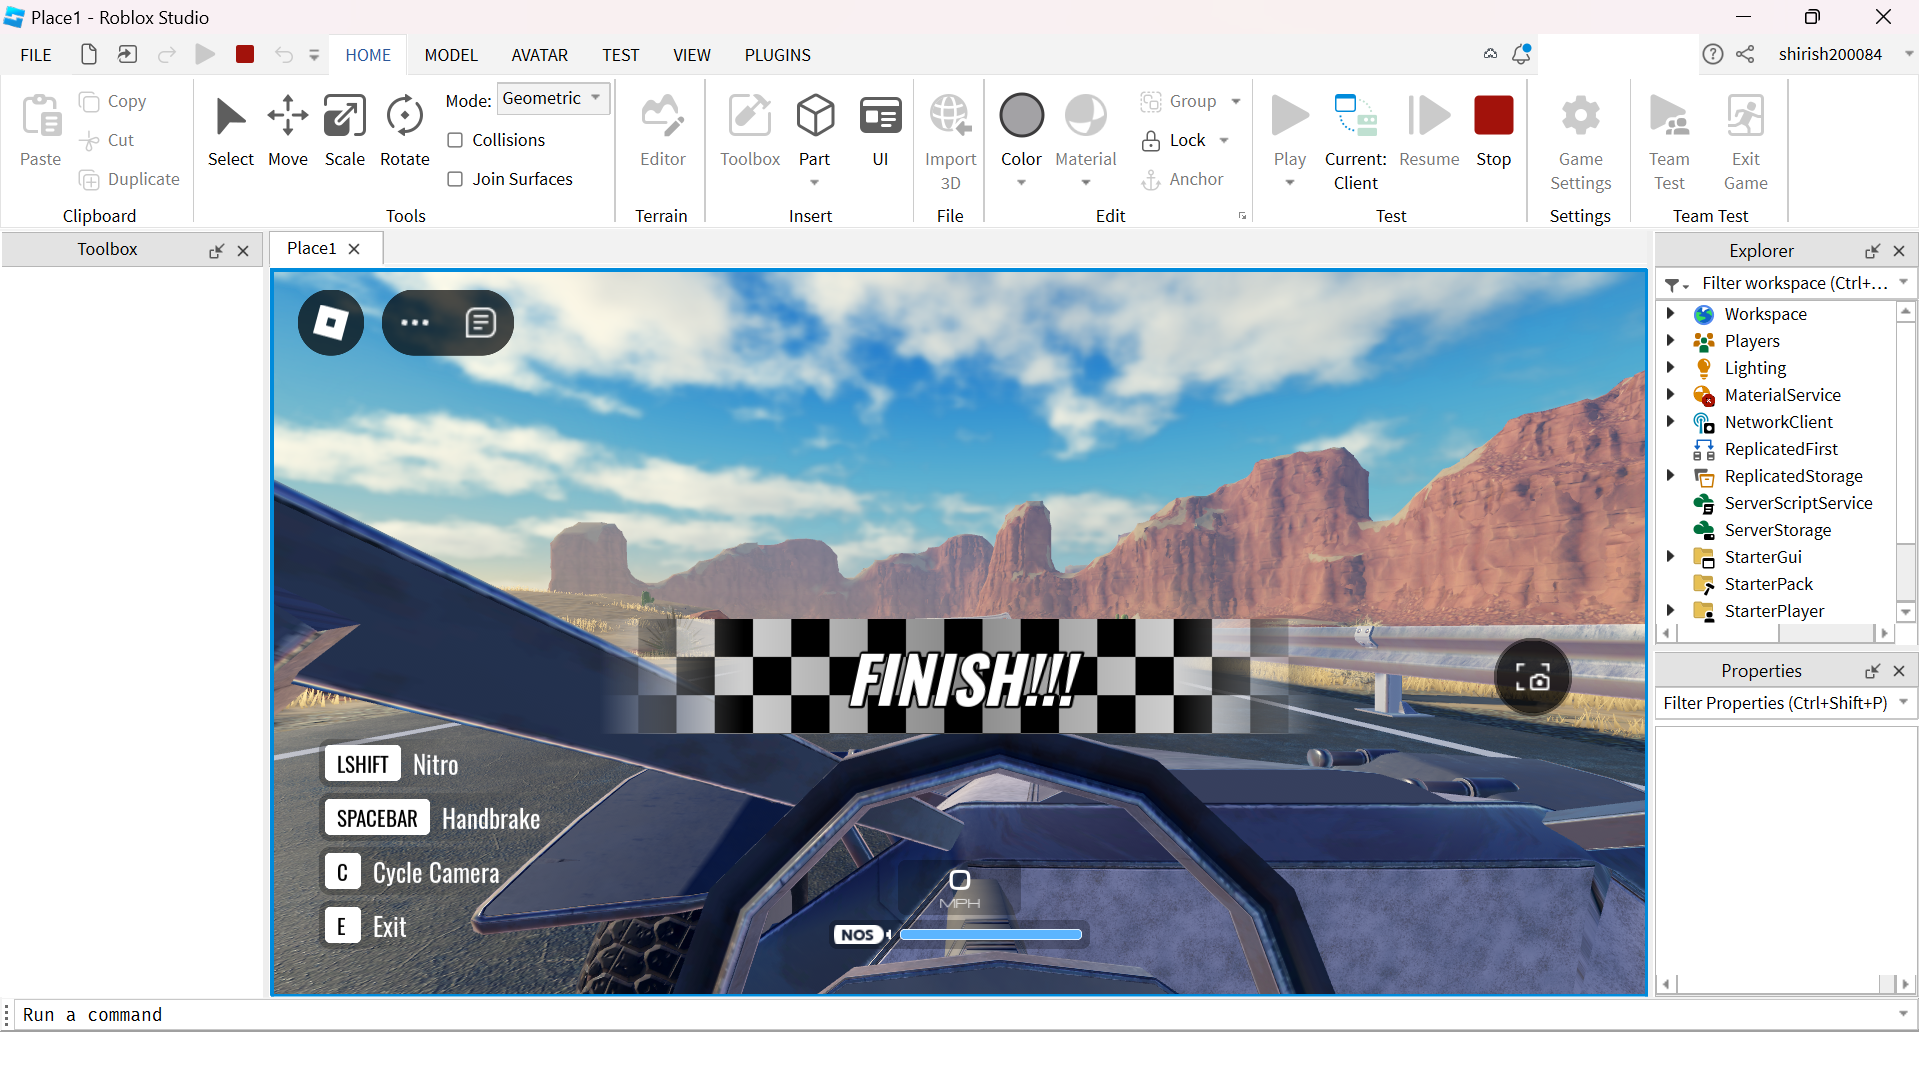 Place1 - Roblox Studio
FILE HOME MODEL AVATAR TEST VIEW PLUGINS shirish200084
Paste Copy Cut Duplicate
Clipboard
Select Move Scale Rotate
Mode: Geometric
Collisions
Join Surfaces
Tools
Editor
Terrain
Toolbox Part UI
Insert
Import
3D
File
Color Material Group
Lock
Anchor
Edit
Play Current:
Client Resume Stop
Test
Game
Settings
Settings
Team
Test
Exit
Game
Team Test
Toolbox
Place1
Explorer
Filter workspace (Ctrl+...
Workspace
Players
Lighting
MaterialService
NetworkClient
ReplicatedFirst
ReplicatedStorage
ServerScriptService
ServerStorage
StarterGui
StarterPack
StarterPlayer
Properties
Filter Properties (Ctrl+Shift+P)
FINISH!!!
LSHIFT Nitro
SPACEBAR Handbrake
C Cycle Camera
E Exit
0
MPH
NOS
Run a command